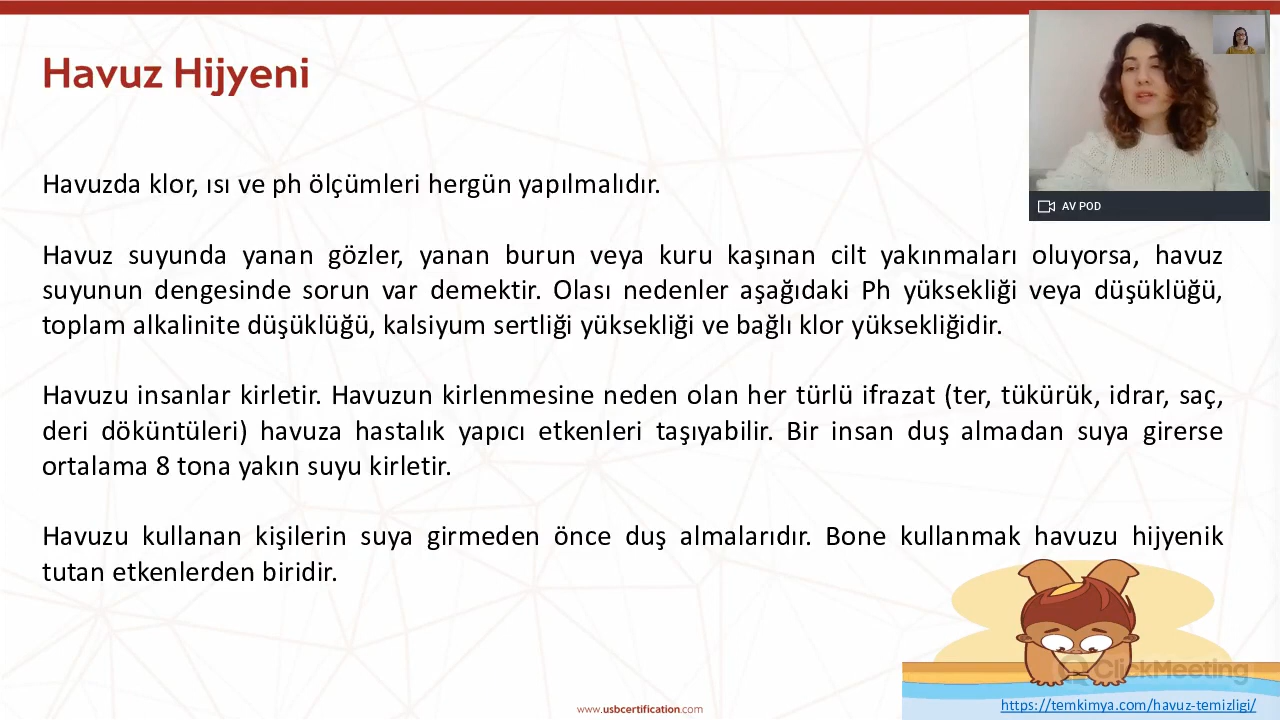 Havuz Hijyeni
AV POD
Havuzda klor, ısı ve ph ölçümleri hergün yapılmalıdır.
Havuz suyunda yanan gözler, yanan burun veya kuru kaşınan cilt yakınmaları oluyorsa, havuz
suyunun dengesinde sorun var demektir. Olası nedenler aşağıdaki Ph yüksekliği veya düşüklüğü,
toplam alkalinite düşüklüğü, kalsiyum sertliği yüksekliği ve bağlı klor yüksekliğidir.
Havuzu insanlar kirletir. Havuzun kirlenmesine neden olan her türlü ifrazat (ter, tükürük, idrar, saç,
deri döküntüleri) havuza hastalık yapıcı etkenleri taşıyabilir. Bir insan duş almadan suya girerse
ortalama 8 tona yakın suyu kirletir.
Havuzu kullanan kişilerin suya girmeden önce duş almalarıdır. Bone kullanmak havuzu hijyenik
tutan etkenlerden biridir.
ClickMeeting
https://temkimya.com/havuz-temizligi/
www.usbcertification.com